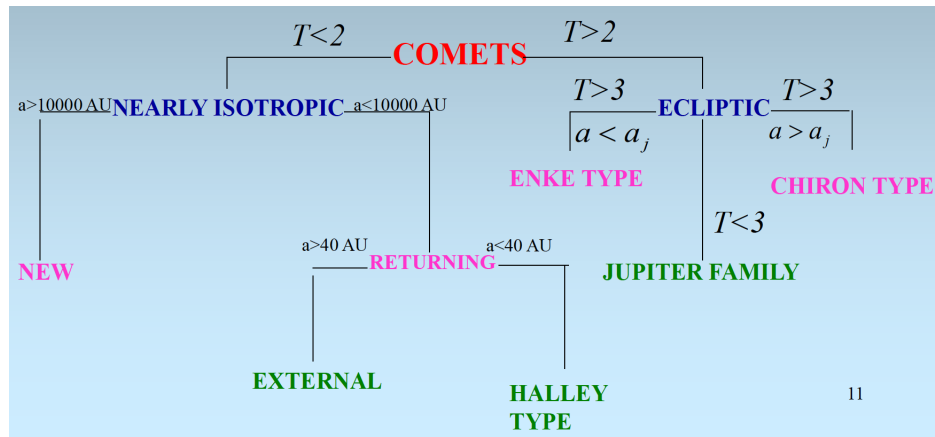 T<2
COMETS
T>2
a>10000 AU
NEARLY ISOTROPIC
a<10000 AU
T>3
ECLIPTIC
T>3
a < a_j
a > a_j
ENKE TYPE
CHIRON TYPE
T<3
NEW
a>40 AU
RETURNING
a<40 AU
JUPITER FAMILY
EXTERNAL
HALLEY
TYPE
11